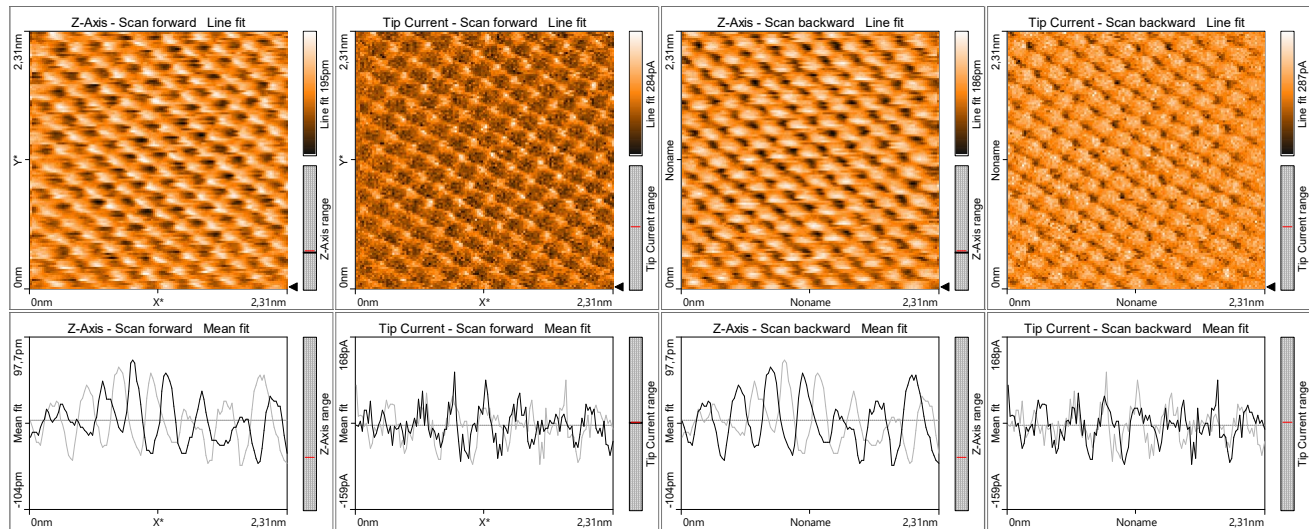 Z-Axis - Scan forward   Line fit
2,31nm
Y*
0nm
0nm
X*
2,31nm
Line fit 195pm
Z-Axis range
Tip Current - Scan forward   Line fit
2,31nm
Y*
0nm
0nm
X*
2,31nm
Line fit 284pA
Tip Current range
Z-Axis - Scan backward   Line fit
2,31nm
Noname
0nm
0nm
Noname
2,31nm
Line fit 186pm
Z-Axis range
Tip Current - Scan backward   Line fit
2,31nm
Noname
0nm
0nm
Noname
2,31nm
Line fit 287pA
Tip Current range
Z-Axis - Scan forward   Mean fit
97,7pm
Mean fit
-104pm
0nm
X*
2,31nm
Z-Axis range
Tip Current - Scan forward   Mean fit
168pA
Mean fit
-159pA
0nm
X*
2,31nm
Tip Current range
Z-Axis - Scan backward   Mean fit
97,7pm
Mean fit
-104pm
0nm
Noname
2,31nm
Z-Axis range
Tip Current - Scan backward   Mean fit
168pA
Mean fit
-159pA
0nm
Noname
2,31nm
Tip Current range